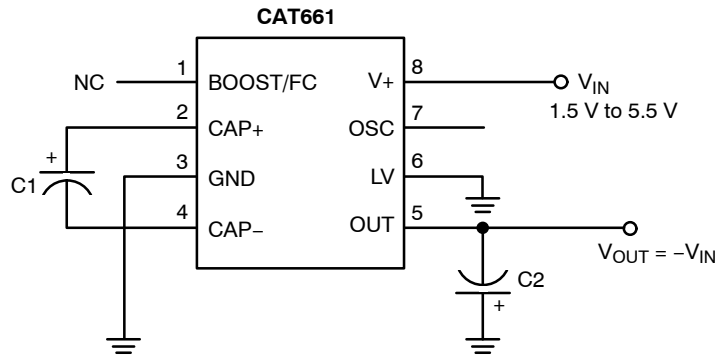 CAT661
NC 1 BOOST/FC V+ 8 V_IN
1.5 V to 5.5 V
2 CAP+ OSC 7
+
C1
3 GND LV 6
4 CAP− OUT 5
V_OUT = −V_IN
C2
+